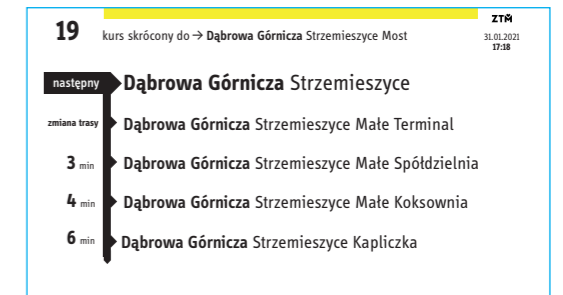 19
kurs skrócony do → Dąbrowa Górnicza Strzemieszyce Most
ZTM
31.01.2021
17:18
następny Dąbrowa Górnicza Strzemieszyce
zmiana trasy Dąbrowa Górnicza Strzemieszyce Małe Terminal
3 min Dąbrowa Górnicza Strzemieszyce Małe Spółdzielnia
4 min Dąbrowa Górnicza Strzemieszyce Małe Koksownia
6 min Dąbrowa Górnicza Strzemieszyce Kapliczka